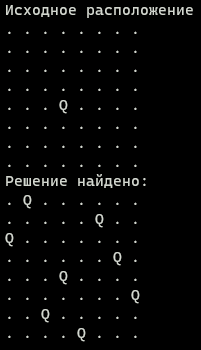 Исходное расположение
. . . . . . . .
. . . . . . . .
. . . . . . . .
. . . . . . . .
. . . Q . . . .
. . . . . . . .
. . . . . . . .
. . . . . . . .
Решение найдено:
. Q . . . . . .
. . . . . Q . .
Q . . . . . . .
. . . . . . Q .
. . . Q . . . .
. . . . . . . Q
. . Q . . . . .
. . . . Q . . .